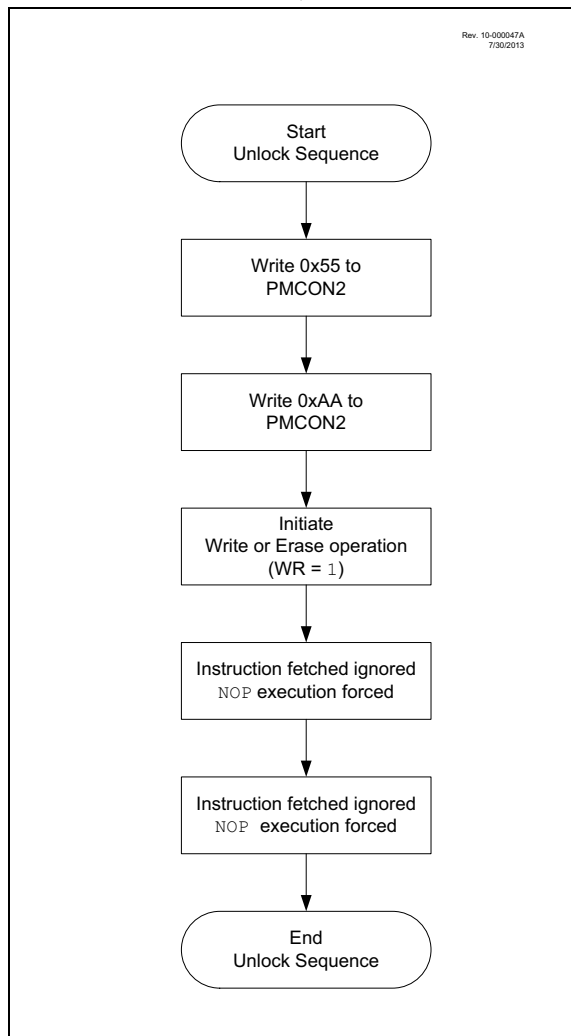 Rev. 10-000047A
7/30/2013
Start
Unlock Sequence
Write 0x55 to
PMCON2
Write 0xAA to
PMCON2
Initiate
Write or Erase operation
(WR = 1)
Instruction fetched ignored
NOP execution forced
Instruction fetched ignored
NOP execution forced
End
Unlock Sequence